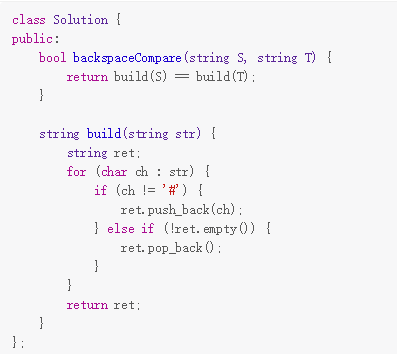 class Solution {
public:
    bool backspaceCompare(string S, string T) {
        return build(S) == build(T);
    }

    string build(string str) {
        string ret;
        for (char ch : str) {
            if (ch != '#') {
                ret.push_back(ch);
            } else if (!ret.empty()) {
                ret.pop_back();
            }
        }
        return ret;
    }
};